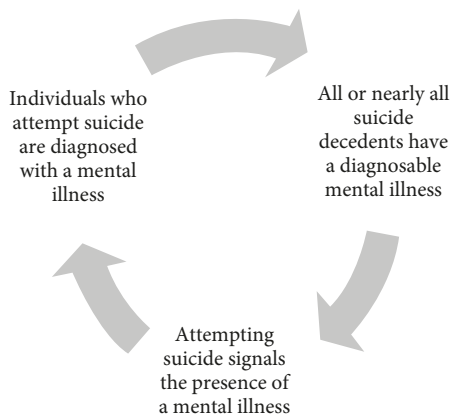 Individuals who
attempt suicide
are diagnosed
with a mental
illness
All or nearly all
suicide
decedents have
a diagnosable
mental illness
Attempting
suicide signals
the presence of
a mental illness